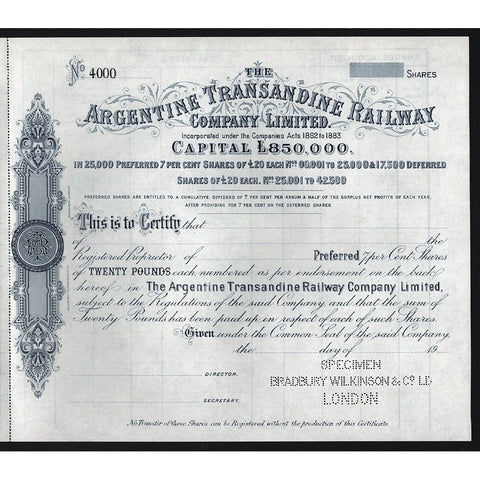 No 4000
SHARES
THE
ARGENTINE TRANSANDINE RAILWAY
COMPANY LIMITED.
Incorporated under the Companies Acts 1862 to 1883
CAPITAL £850,000.
IN 25,000 PREFERRED 7 PER CENT SHARES OF £20 EACH NOS 00,001 TO 25,000 & 17,500 DEFERRED
SHARES OF £20 EACH. NOS 25,001 TO 42,500
PREFERRED SHARES ARE ENTITLED TO A CUMULATIVE DIVIDEND OF 7 PER CENT PER ANNUM & HALF OF THE SURPLUS NET PROFITS OF EACH YEAR,
AFTER PROVIDING FOR 7 PER CENT ON THE DEFERRED SHARES
This is to Certify that
of the
Registered Proprietor of Preferred 7 per Cent. Shares
of TWENTY POUNDS each numbered as per endorsement on the back
hereof in The Argentine Transandine Railway Company Limited,
subject to the Regulations of the said Company and that the sum of
Twenty Pounds has been paid up in respect of each of such Shares.
Given under the Common Seal of the said Company,
the day of 19
SPECIMEN
BRADBURY WILKINSON & Co LD
LONDON
DIRECTOR.
SECRETARY.
No Transfer of these Shares can be Registered without the production of this Certificate.